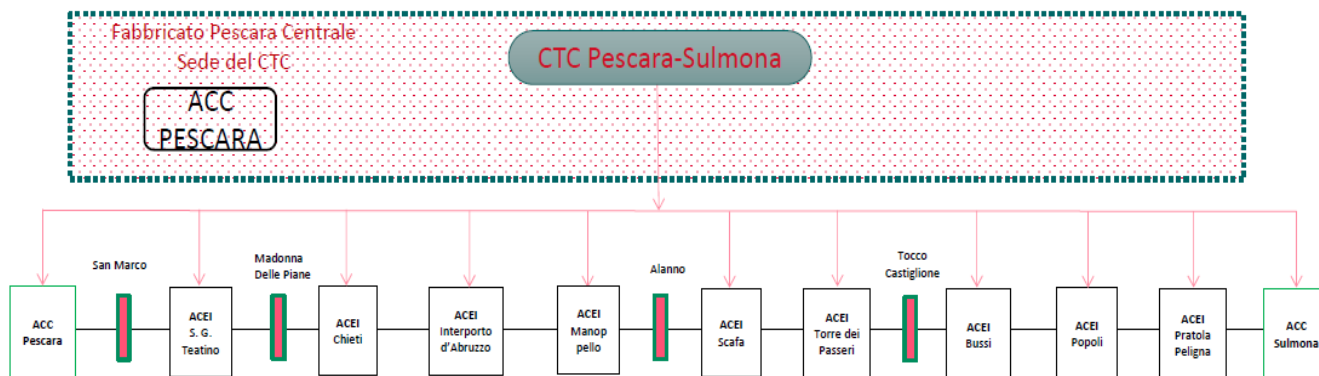 Fabbricato Pescara Centrale
Sede del CTC
CTC Pescara-Sulmona
ACC
PESCARA
San Marco
Madonna
Delle Piane
Alanno
Tocco
Castiglione
ACC
Pescara
ACEI
S. G.
Teatino
ACEI
Chieti
ACEI
Interporto
d'Abruzzo
ACEI
Manop
pello
ACEI
Scafa
ACEI
Torre dei
Passeri
ACEI
Bussi
ACEI
Popoli
ACEI
Pratola
Peligna
ACC
Sulmona